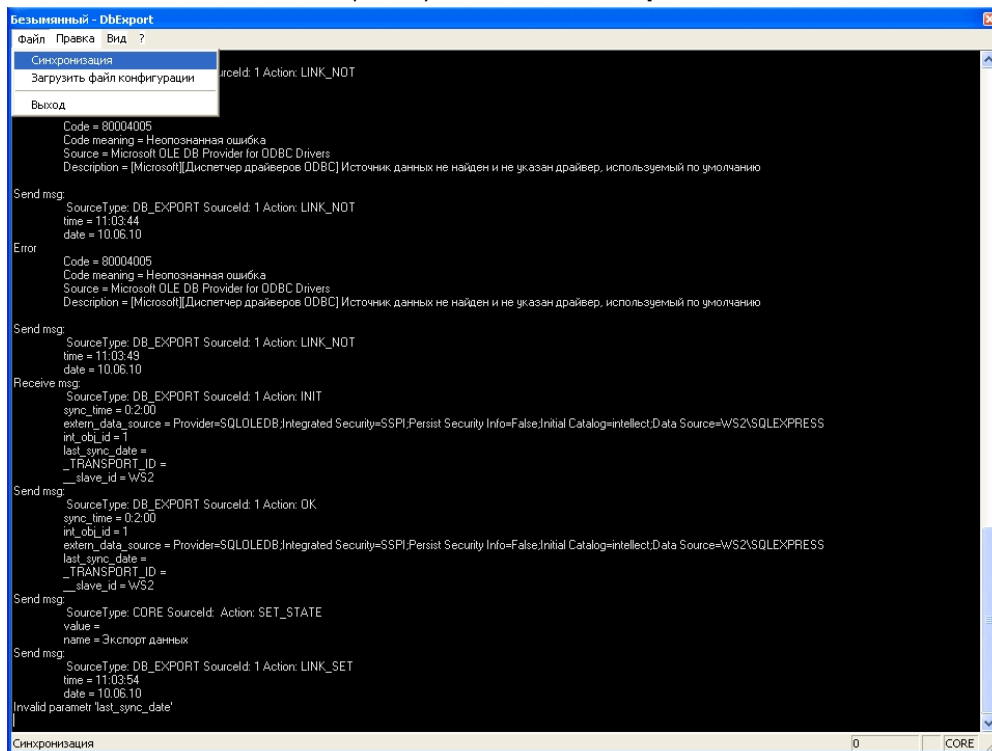 Безымянный - DbExport
Файл Правка Вид ?
Синхронизация
Загрузить файл конфигурации
Выход
urceId: 1 Action: LINK_NOT
Code = 80004005
Code meaning = Неопознанная ошибка
Source = Microsoft OLE DB Provider for ODBC Drivers
Description = [Microsoft][Диспетчер драйверов ODBC] Источник данных не найден и не указан драйвер, используемый по умолчанию
Send msg:
SourceType: DB_EXPORT SourceId: 1 Action: LINK_NOT
time = 11:03:44
date = 10.06.10
Error
Code = 80004005
Code meaning = Неопознанная ошибка
Source = Microsoft OLE DB Provider for ODBC Drivers
Description = [Microsoft][Диспетчер драйверов ODBC] Источник данных не найден и не указан драйвер, используемый по умолчанию
Send msg:
SourceType: DB_EXPORT SourceId: 1 Action: LINK_NOT
time = 11:03:49
date = 10.06.10
Receive msg:
SourceType: DB_EXPORT SourceId: 1 Action: INIT
sync_time = 0:2:00
extern_data_source = Provider=SQLOLEDB;Integrated Security=SSPI;Persist Security Info=False;Initial Catalog=intellect;Data Source=WS2\SQLEXPRESS
int_obj_id = 1
last_sync_date =
_TRANSPORT_ID =
__slave_id = WS2
Send msg:
SourceType: DB_EXPORT SourceId: 1 Action: OK
sync_time = 0:2:00
int_obj_id = 1
extern_data_source = Provider=SQLOLEDB;Integrated Security=SSPI;Persist Security Info=False;Initial Catalog=intellect;Data Source=WS2\SQLEXPRESS
last_sync_date =
_TRANSPORT_ID =
__slave_id = WS2
Send msg:
SourceType: CORE SourceId: Action: SET_STATE
value =
name = Экспорт данных
Send msg:
SourceType: DB_EXPORT SourceId: 1 Action: LINK_SET
time = 11:03:54
date = 10.06.10
Invalid parametr 'last_sync_date'
Синхронизация 0 CORE